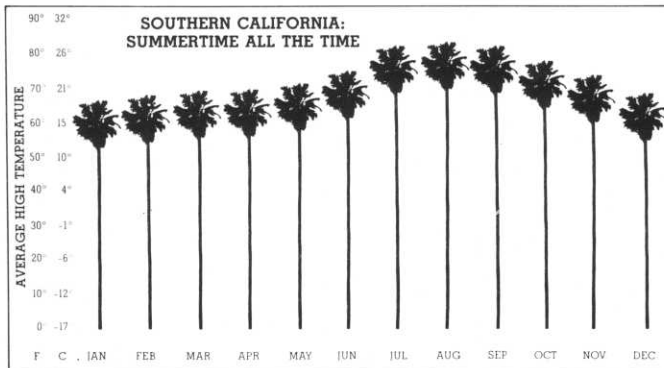 SOUTHERN CALIFORNIA:
SUMMERTIME ALL THE TIME
AVERAGE HIGH TEMPERATURE
90° 32°
80° 26°
70° 21°
60° 15
50° 10°
40° 4°
30° -1°
20° -6°
10° -12°
0° -17
F C . JAN FEB MAR APR MAY JUN JUL AUG SEP OCT NOV DEC